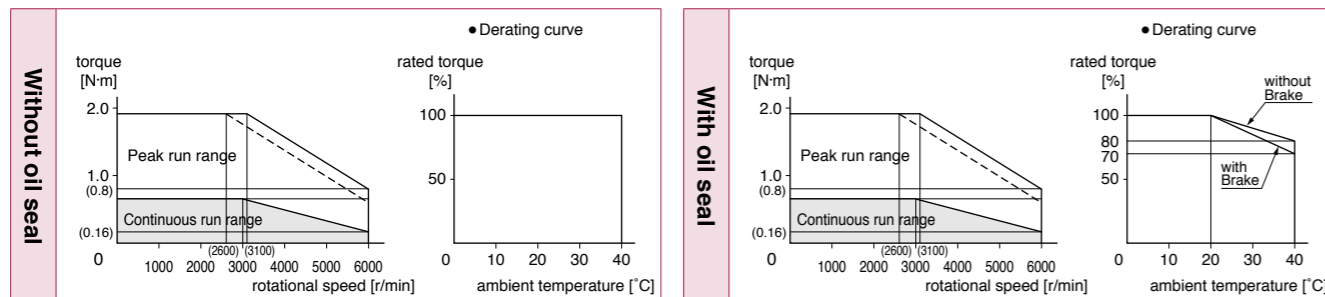 Without oil seal
torque
[N·m]
2.0
1.0
(0.8)
(0.16)
0
Peak run range
Continuous run range
(2600)
(3100)
1000 2000 3000 4000 5000 6000
rotational speed [r/min]
● Derating curve
rated torque
[%]
100
50
0 10 20 30 40
ambient temperature [˚C]
With oil seal
torque
[N·m]
2.0
1.0
(0.8)
(0.16)
0
Peak run range
Continuous run range
(2600)
(3100)
1000 2000 3000 4000 5000 6000
rotational speed [r/min]
● Derating curve
rated torque
[%]
without
Brake
100
80
70
50
with
Brake
0 10 20 30 40
ambient temperature [˚C]